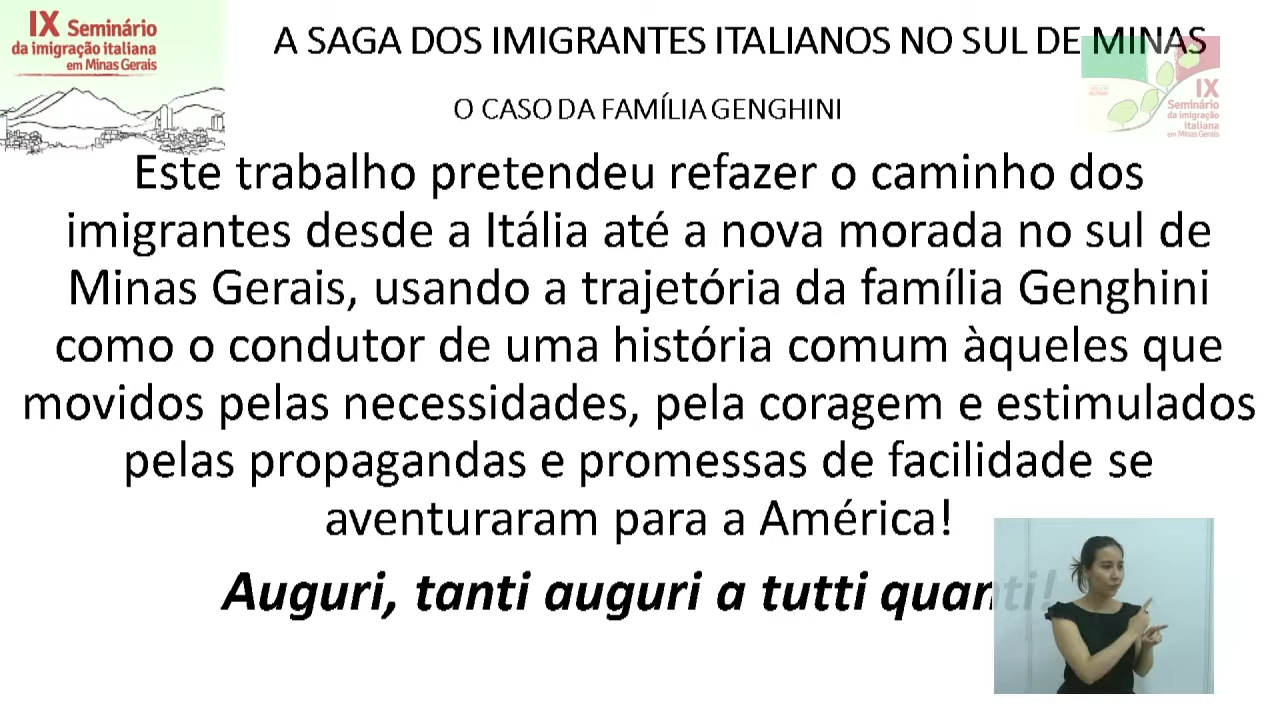 IX Seminário
da imigração italiana
em Minas Gerais
A SAGA DOS IMIGRANTES ITALIANOS NO SUL DE MINAS
O CASO DA FAMÍLIA GENGHINI
IX
Seminário
da imigração
italiana
em Minas Gerais
Este trabalho pretendeu refazer o caminho dos
imigrantes desde a Itália até a nova morada no sul de
Minas Gerais, usando a trajetória da família Genghini
como o condutor de uma história comum àqueles que
movidos pelas necessidades, pela coragem e estimulados
pelas propagandas e promessas de facilidade se
aventuraram para a América!
Auguri, tanti auguri a tutti quanti!